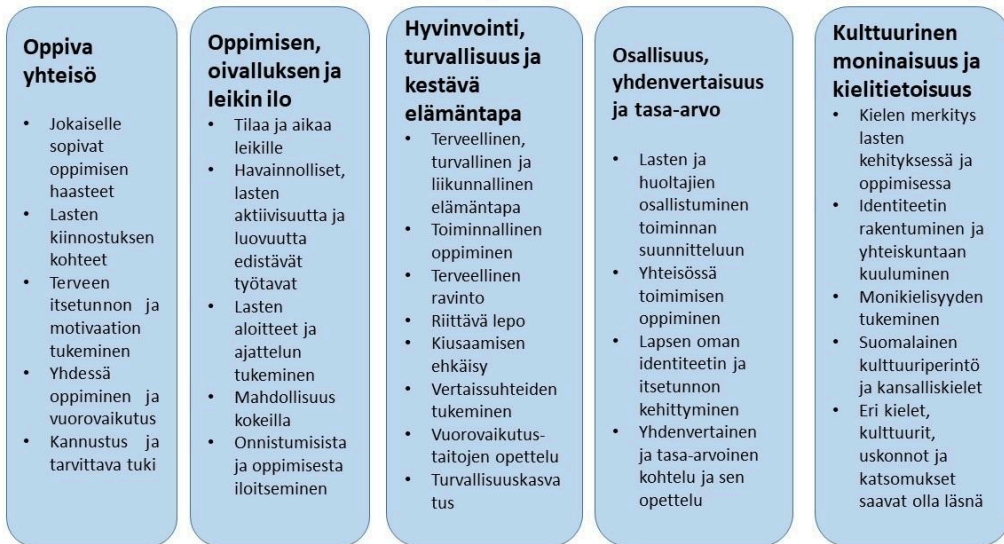 Oppiva
yhteisö
• Jokaiselle
sopivat
oppimisen
haasteet
• Lasten
kiinnostuksen
kohteet
• Terveen
itsetunnon ja
motivaation
tukeminen
• Yhdessä
oppiminen ja
vuorovaikutus
• Kannustus ja
tarvittava tuki
Oppimisen,
oivalluksen ja
leikin ilo
• Tilaa ja aikaa
leikille
• Havainnolliset,
lasten
aktiivisuutta ja
luovuutta
edistävät
työtavat
• Lasten
aloitteet ja
ajattelun
tukeminen
• Mahdollisuus
kokeilla
• Onnistumisista
ja oppimisesta
iloitseminen
Hyvinvointi,
turvallisuus ja
kestävä
elämäntapa
• Terveellinen,
turvallinen ja
liikunnallinen
elämäntapa
• Toiminnallinen
oppiminen
• Terveellinen
ravinto
• Riittävä lepo
• Kiusaamisen
ehkäisy
• Vertaissuhteiden
tukeminen
• Vuorovaikutus-
taitojen opettelu
• Turvallisuuskasva
tus
Osallisuus,
yhdenvertaisuus
ja tasa-arvo
• Lasten ja
huoltajien
osallistuminen
toiminnan
suunnitteluun
• Yhteisössä
toimimisen
oppiminen
• Lapsen oman
identiteetin ja
itsetunnon
kehittyminen
• Yhdenvertainen
ja tasa-arvoinen
kohtelu ja sen
opettelu
Kulttuurinen
moninaisuus ja
kielitietoisuus
• Kielen merkitys
lasten
kehityksessä ja
oppimisessa
• Identiteetin
rakentuminen ja
yhteiskuntaan
kuuluminen
• Monikielisyyden
tukeminen
• Suomalainen
kulttuuriperintö
ja kansalliskielet
• Eri kielet,
kulttuurit,
uskonnot ja
katsomukset
saavat olla läsnä